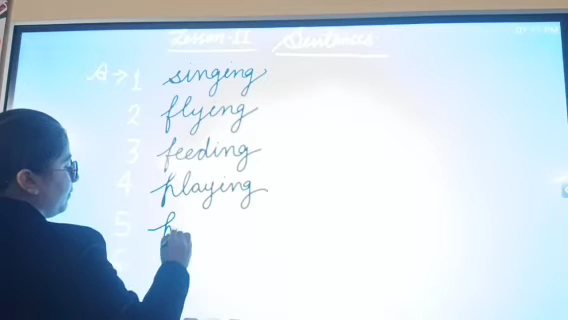 Lesson-11 Sentences
A → 1 singing
2 flying
3 feeding
4 playing
5